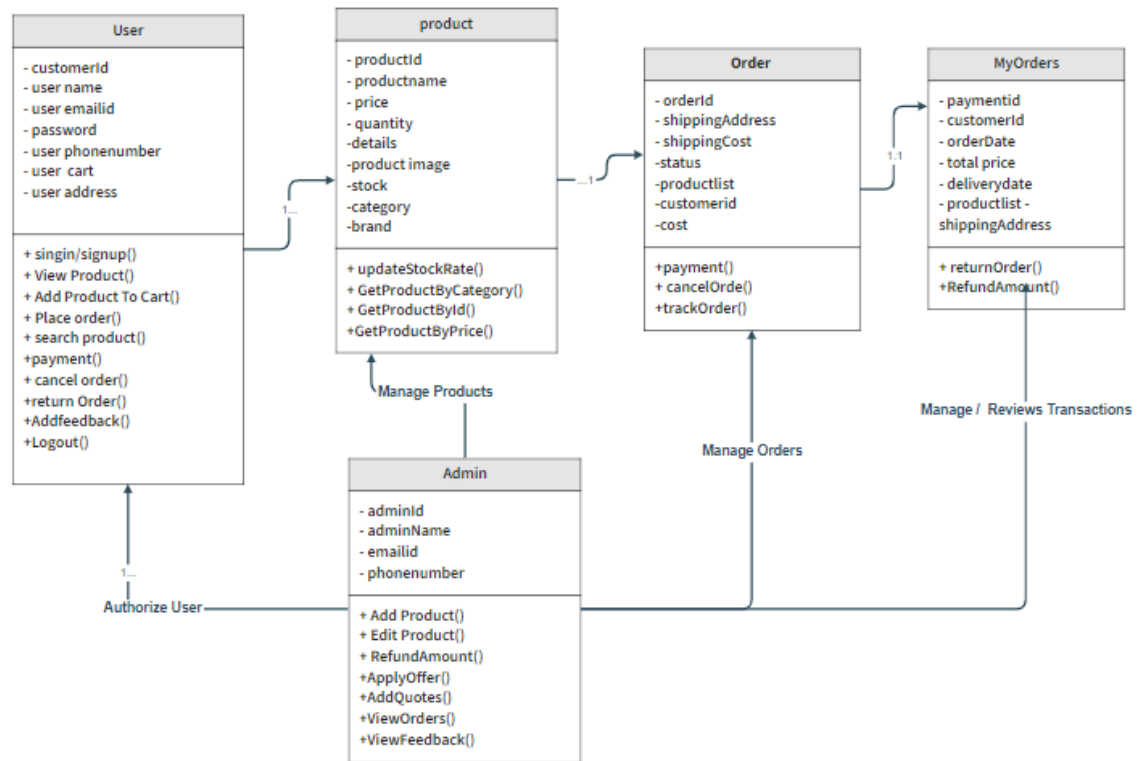 User
- customerId
- user name
- user emailid
- password
- user phonenumber
- user cart
- user address
+ singin/signup()
+ View Product()
+ Add Product To Cart()
+ Place order()
+ search product()
+payment()
+ cancel order()
+return Order()
+Addfeedback()
+Logout()
1...
product
- productId
- productname
- price
- quantity
-details
-product image
-stock
-category
-brand
+ updateStockRate()
+ GetProductByCategory()
+ GetProductById()
+GetProductByPrice()
...1
Order
- orderId
- shippingAddress
- shippingCost
-status
-productlist
-customerid
-cost
+payment()
+ cancelOrde()
+trackOrder()
1.1
MyOrders
- paymentid
- customerId
- orderDate
- total price
- deliverydate
- productlist -
shippingAddress
+ returnOrder()
+RefundAmount()
Manage Products
Manage Orders
Manage / Reviews Transactions
Admin
- adminId
- adminName
- emailid
- phonenumber
+ Add Product()
+ Edit Product()
+ RefundAmount()
+ApplyOffer()
+AddQuotes()
+ViewOrders()
+ViewFeedback()
1...
Authorize User